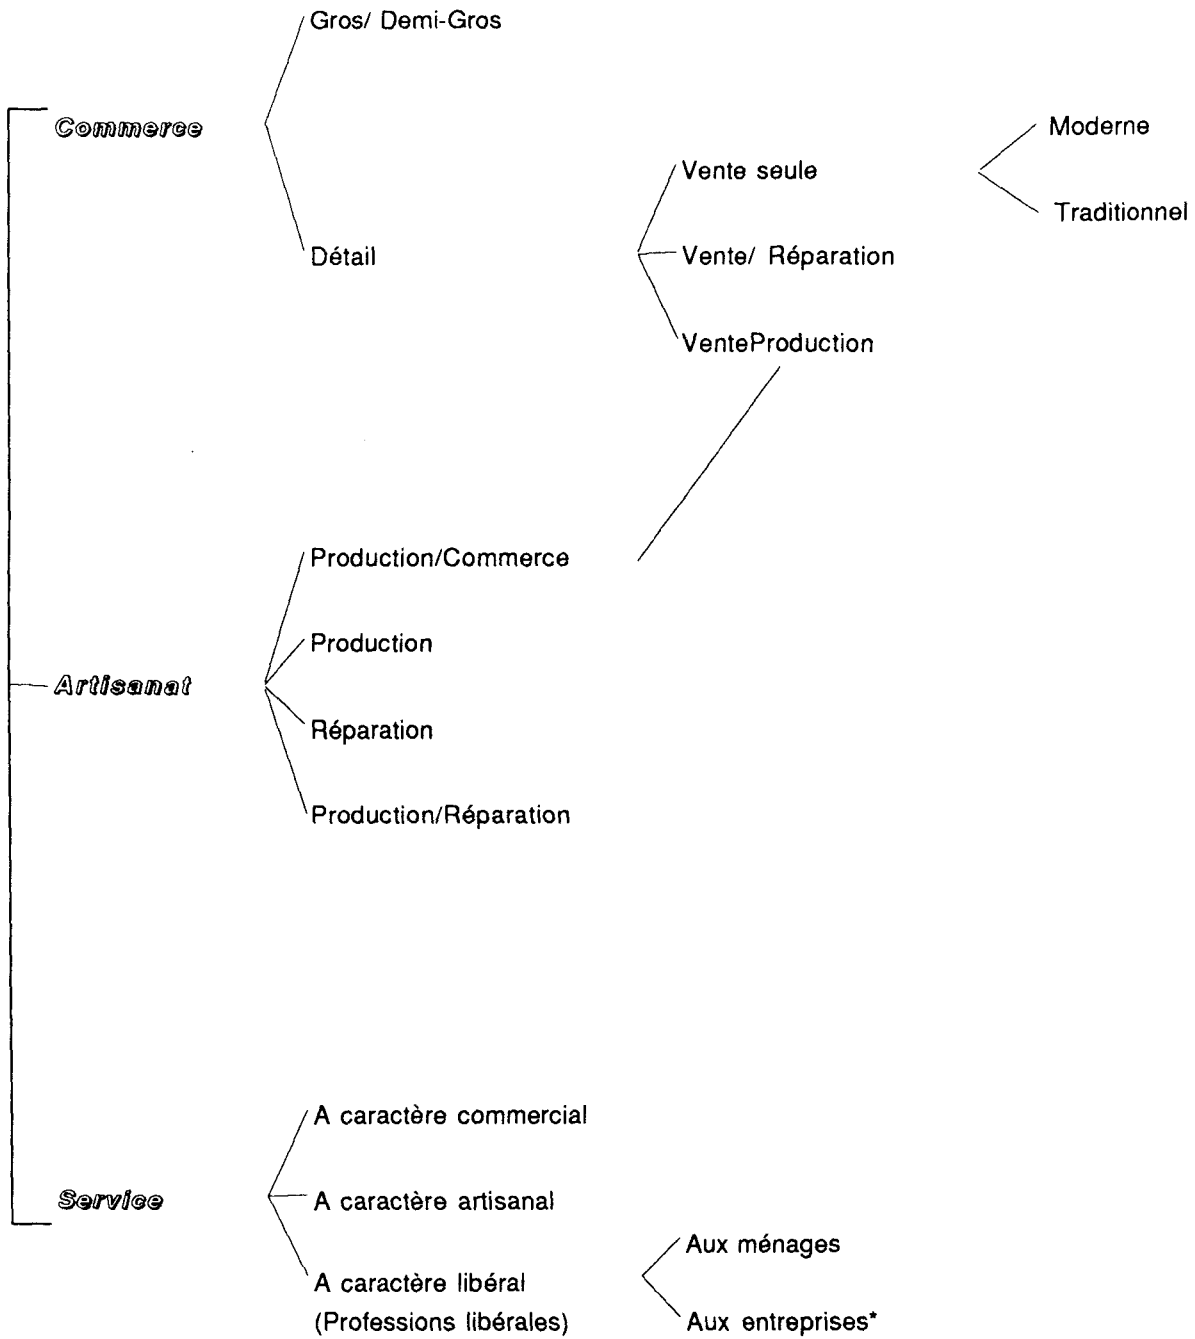 Gros/ Demi-Gros
Commerce
Moderne
Vente seule
Traditionnel
Détail
Vente/ Réparation
VenteProduction
Production/Commerce
Production
Artisanat
Réparation
Production/Réparation
A caractère commercial
Service
A caractère artisanal
Aux ménages
A caractère libéral
(Professions libérales)
Aux entreprises*